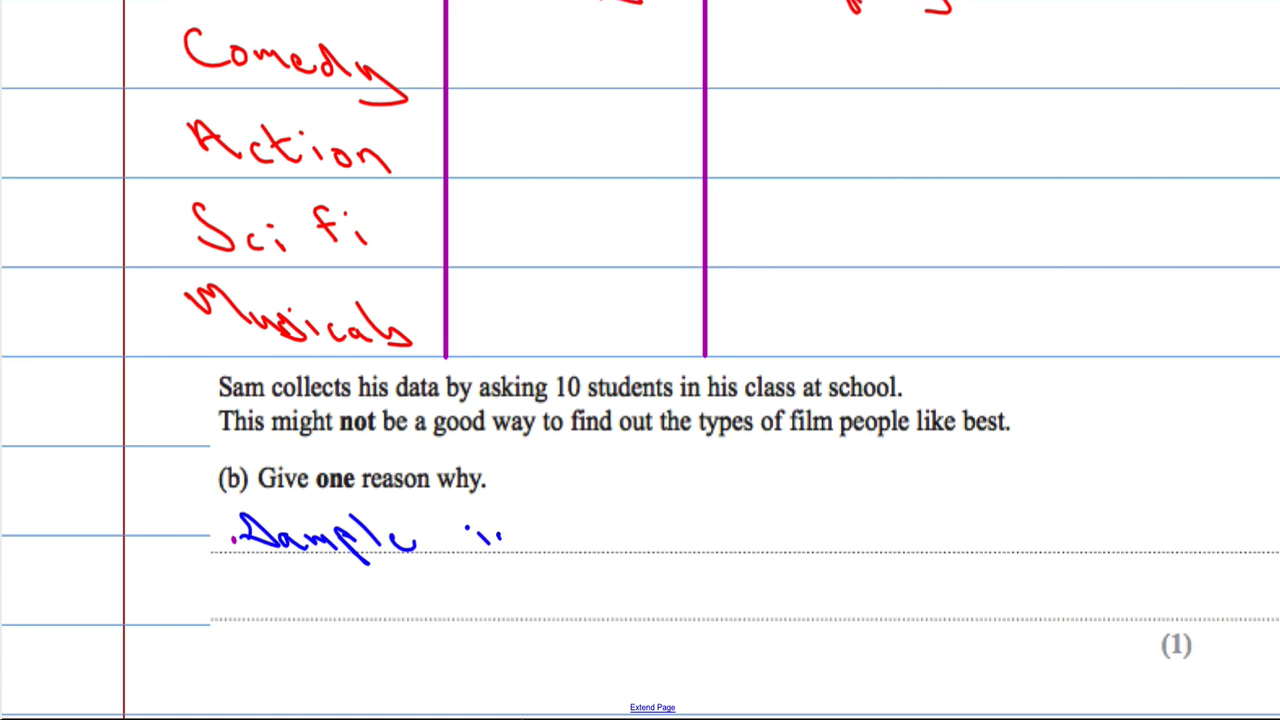 Comedy
Action
Sci fi
Musicals
Sam collects his data by asking 10 students in his class at school.
This might not be a good way to find out the types of film people like best.
(b) Give one reason why.
Sample
(1)
Extend Page